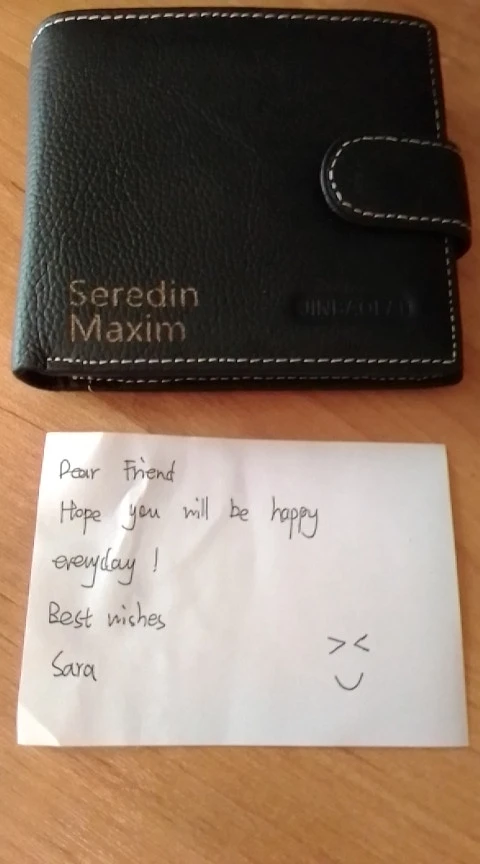 Seredin
Maxim
Dear Friend
Hope you will be happy
everyday !
Best wishes
Sara